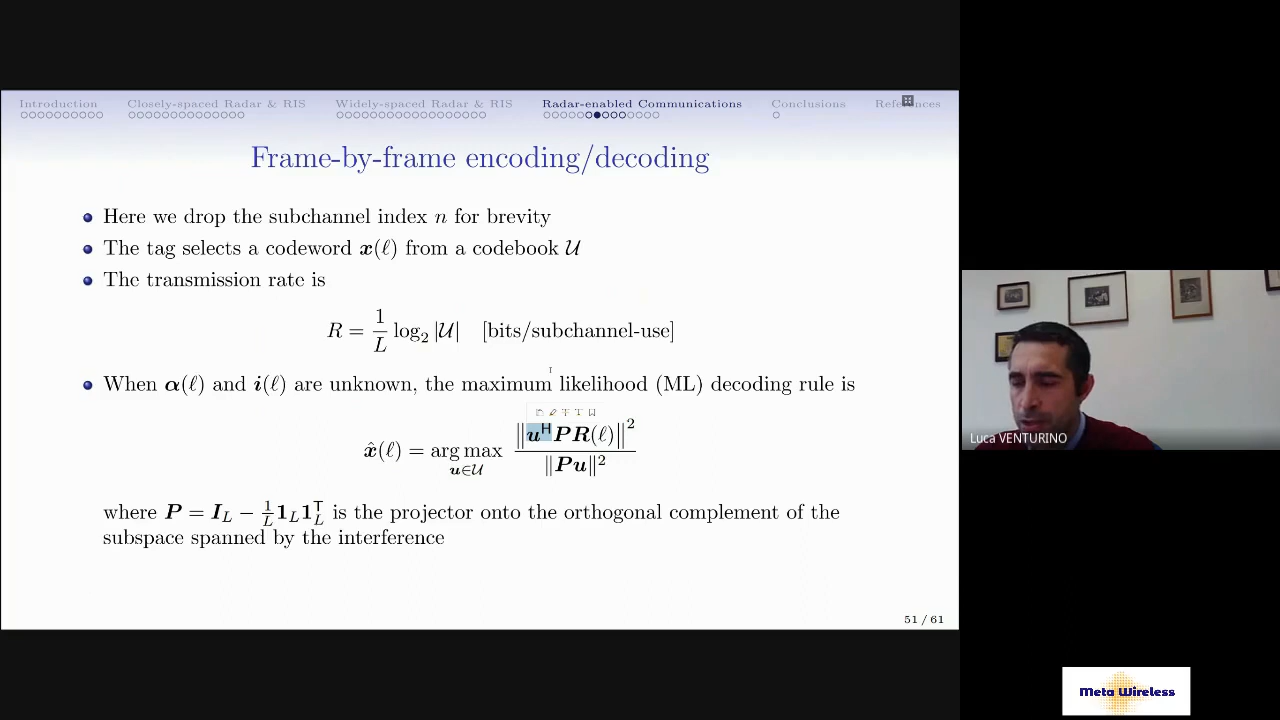 Introduction Closely-spaced Radar & RIS Widely-spaced Radar & RIS Radar-enabled Communications Conclusions
Frame-by-frame encoding/decoding
Here we drop the subchannel index n for brevity
The tag selects a codeword x(ℓ) from a codebook 𝒰
The transmission rate is
R = 1/L log₂ |𝒰| [bits/subchannel-use]
When α(ℓ) and i(ℓ) are unknown, the maximum likelihood (ML) decoding rule is
x̂(ℓ) = arg max u∈𝒰 ‖uᴴPR(ℓ)‖² / ‖Pu‖²
where P = I_L − 1/L 1_L 1_Lᵀ is the projector onto the orthogonal complement of the
subspace spanned by the interference
51 / 61
Luca VENTURINO
Meta Wireless